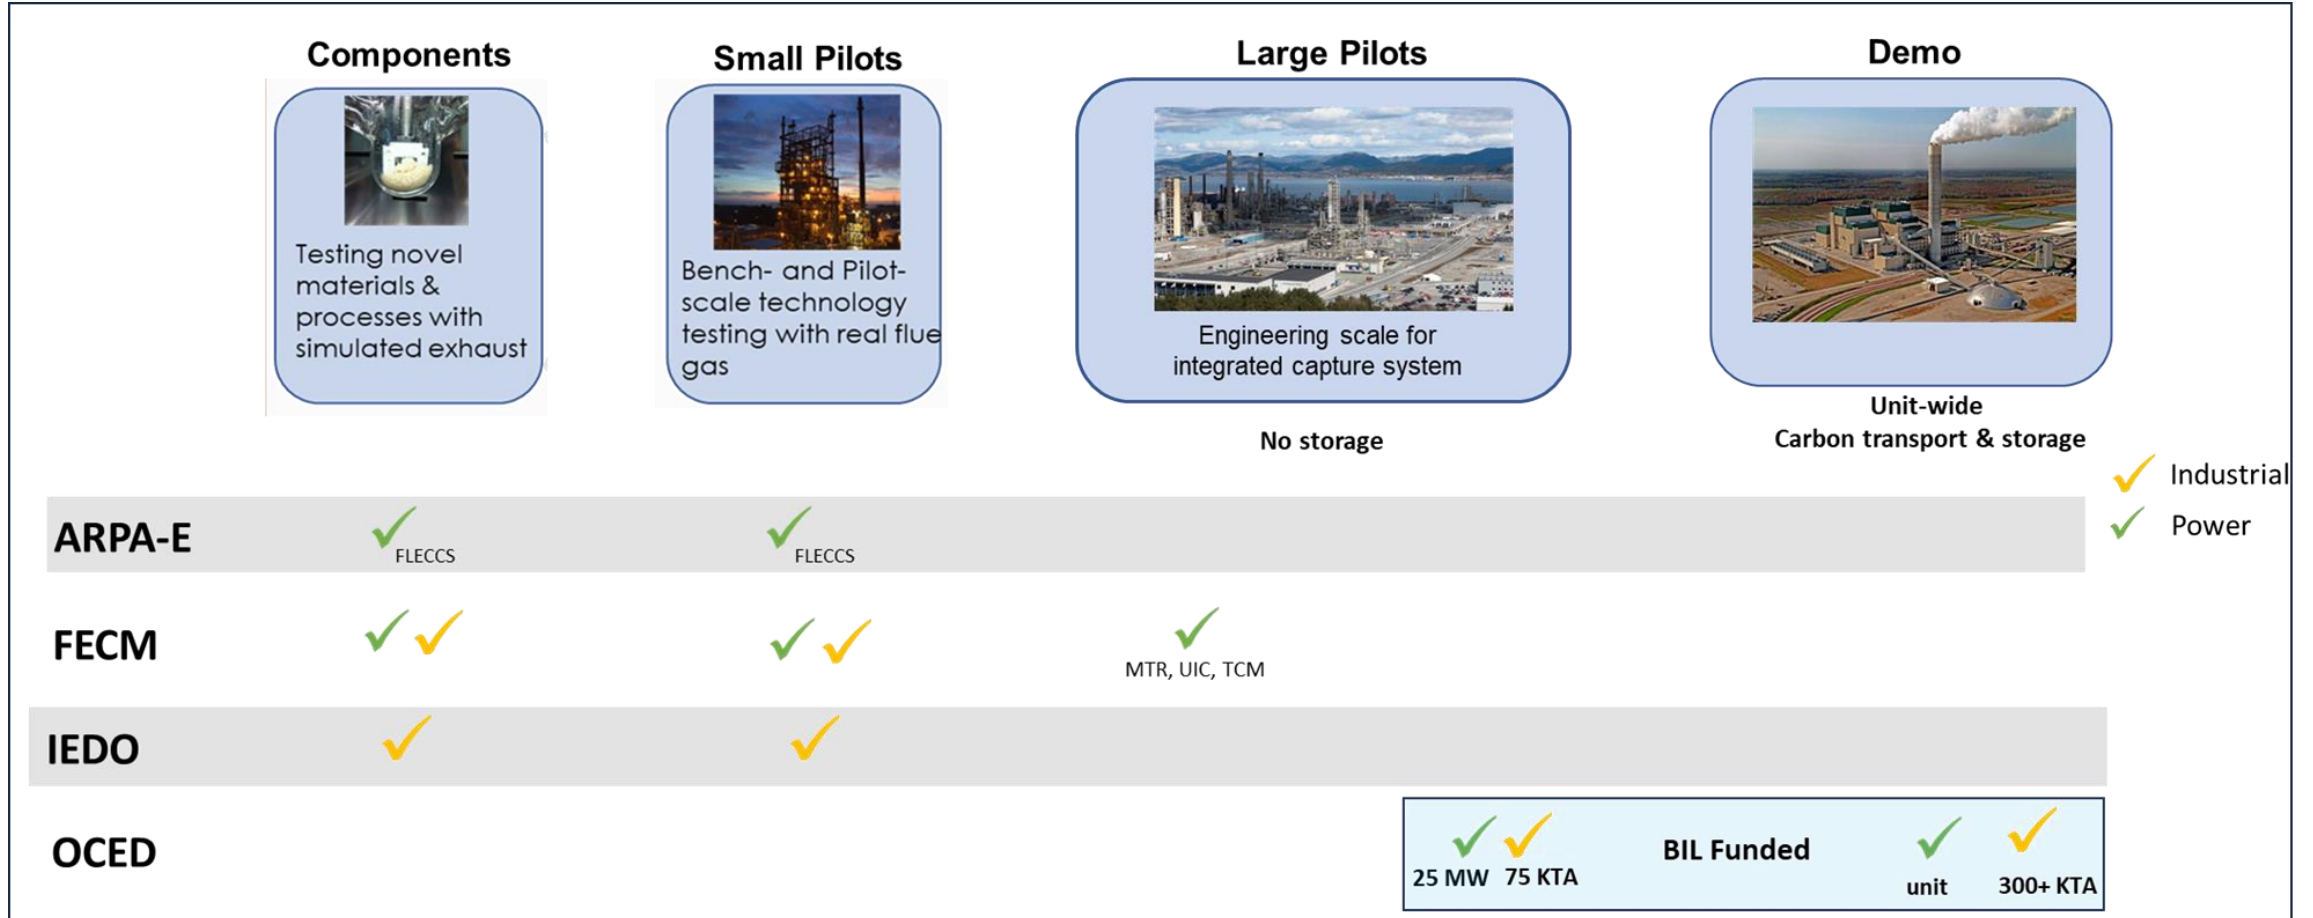 Components
Small Pilots
Large Pilots
Demo
Testing novel
materials &
processes with
simulated exhaust
Bench- and Pilot-
scale technology
testing with real flue
gas
Engineering scale for
integrated capture system
No storage
Unit-wide
Carbon transport & storage
Industrial
Power
ARPA-E
FLECCS
FLECCS
FECM
MTR, UIC, TCM
IEDO
OCED
25 MW
75 KTA
BIL Funded
unit
300+ KTA